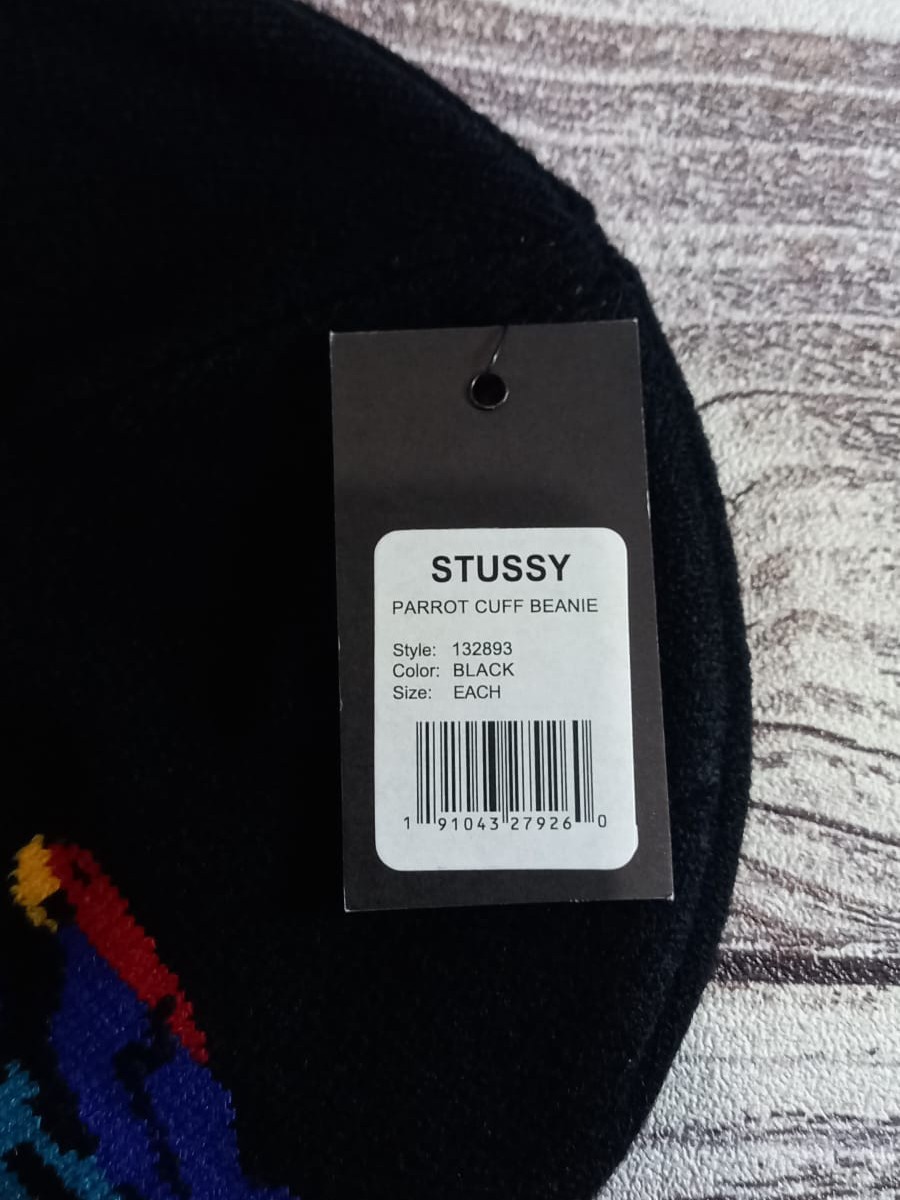 STUSSY
PARROT CUFF BEANIE
Style: 132893
Color: BLACK
Size: EACH
1 91043 27926 0